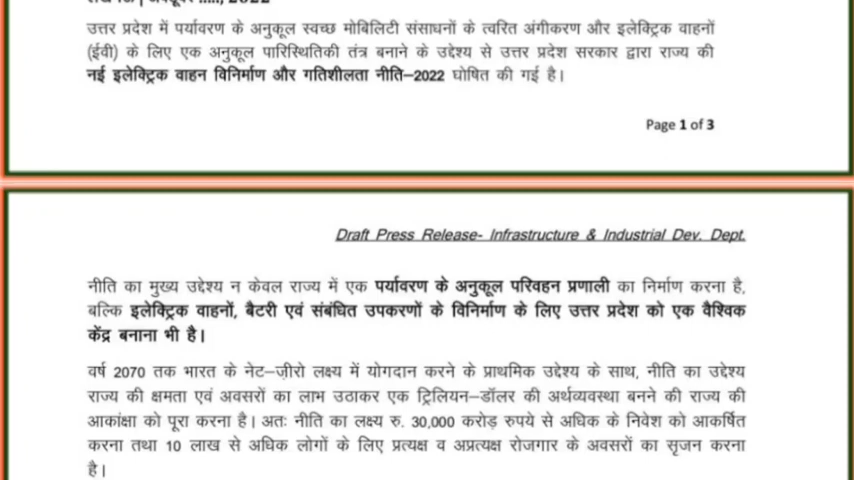 उत्तर प्रदेश में पर्यावरण के अनुकूल स्वच्छ मोबिलिटी संसाधनों के त्वरित अंगीकरण और इलेक्ट्रिक वाहनों
(ईवी) के लिए एक अनुकूल पारिस्थितिकी तंत्र बनाने के उद्देश्य से उत्तर प्रदेश सरकार द्वारा राज्य की
नई इलेक्ट्रिक वाहन विनिर्माण और गतिशीलता नीति–2022 घोषित की गई है।
Page 1 of 3
Draft Press Release- Infrastructure & Industrial Dev. Dept.
नीति का मुख्य उद्देश्य न केवल राज्य में एक पर्यावरण के अनुकूल परिवहन प्रणाली का निर्माण करना है,
बल्कि इलेक्ट्रिक वाहनों, बैटरी एवं संबंधित उपकरणों के विनिर्माण के लिए उत्तर प्रदेश को एक वैश्विक
केंद्र बनाना भी है।
वर्ष 2070 तक भारत के नेट–ज़ीरो लक्ष्य में योगदान करने के प्राथमिक उद्देश्य के साथ, नीति का उद्देश्य
राज्य की क्षमता एवं अवसरों का लाभ उठाकर एक ट्रिलियन–डॉलर की अर्थव्यवस्था बनने की राज्य की
आकांक्षा को पूरा करना है। अतः नीति का लक्ष्य रु. 30,000 करोड़ रुपये से अधिक के निवेश को आकर्षित
करना तथा 10 लाख से अधिक लोगों के लिए प्रत्यक्ष व अप्रत्यक्ष रोजगार के अवसरों का सृजन करना
है।